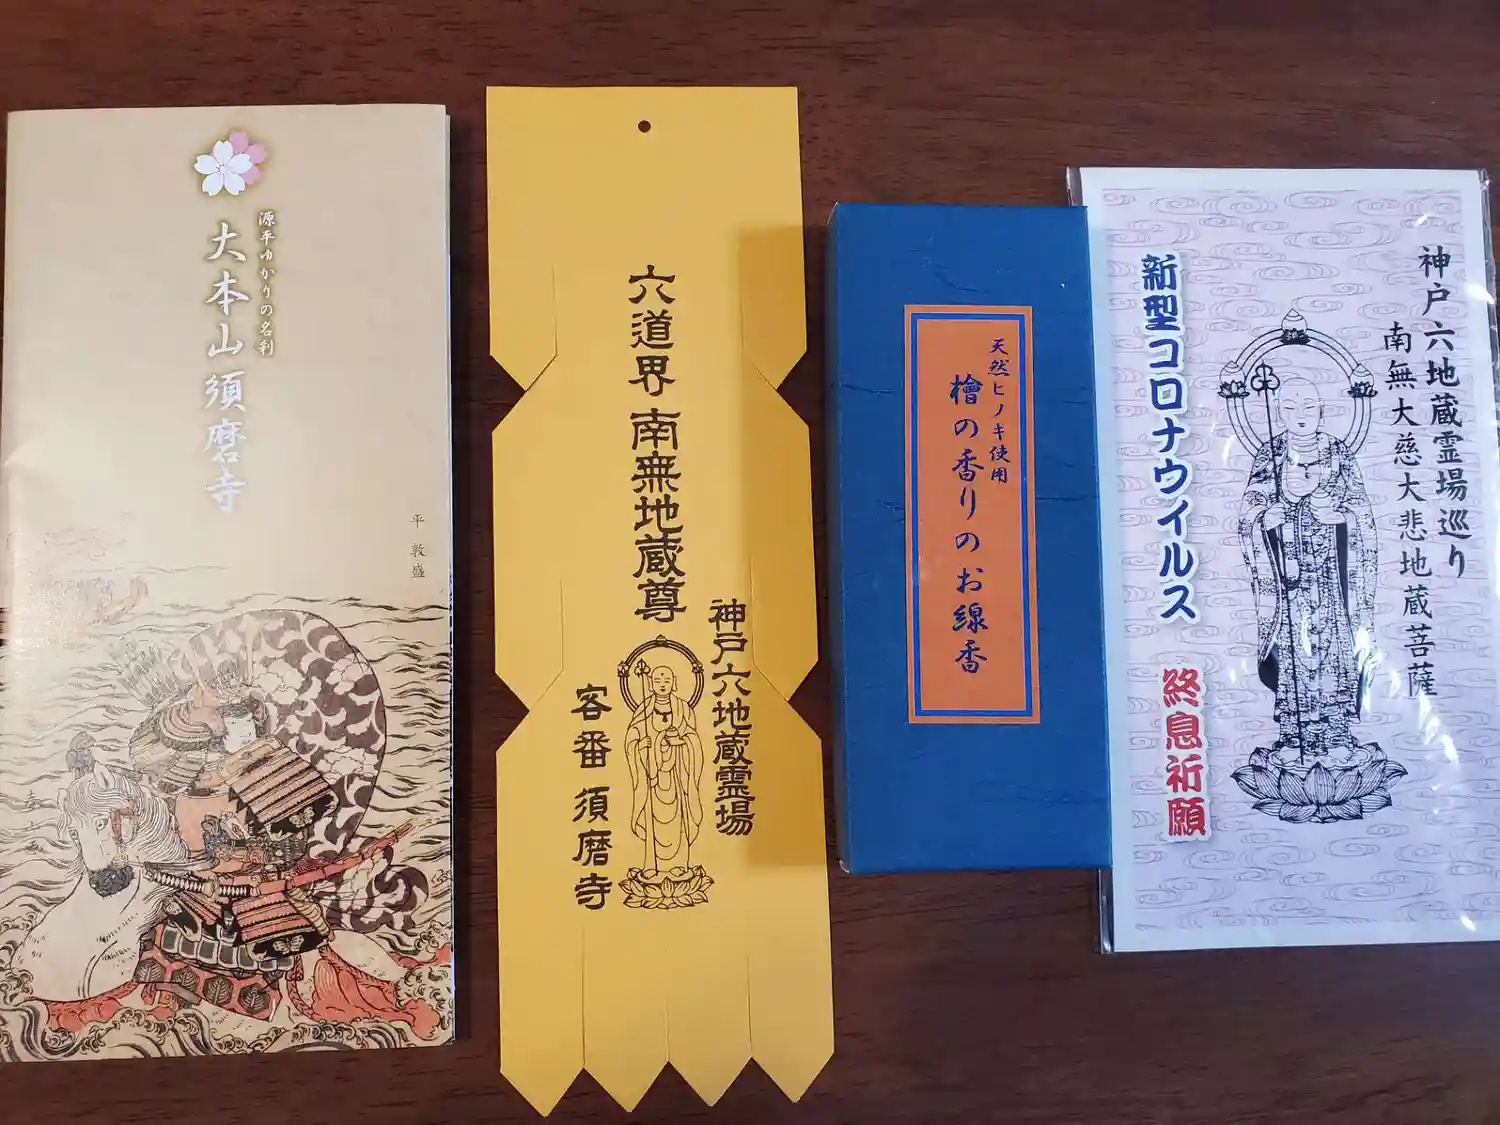 源平ゆかりの名刹
大本山 須磨寺
平 敦盛
六道界 南無地蔵尊
神戸六地蔵霊場
客番 須磨寺
天然ヒノキ使用
檜の香りのお線香
神戸六地蔵霊場巡り
南無大慈大悲地蔵菩薩
新型コロナウイルス
終息祈願